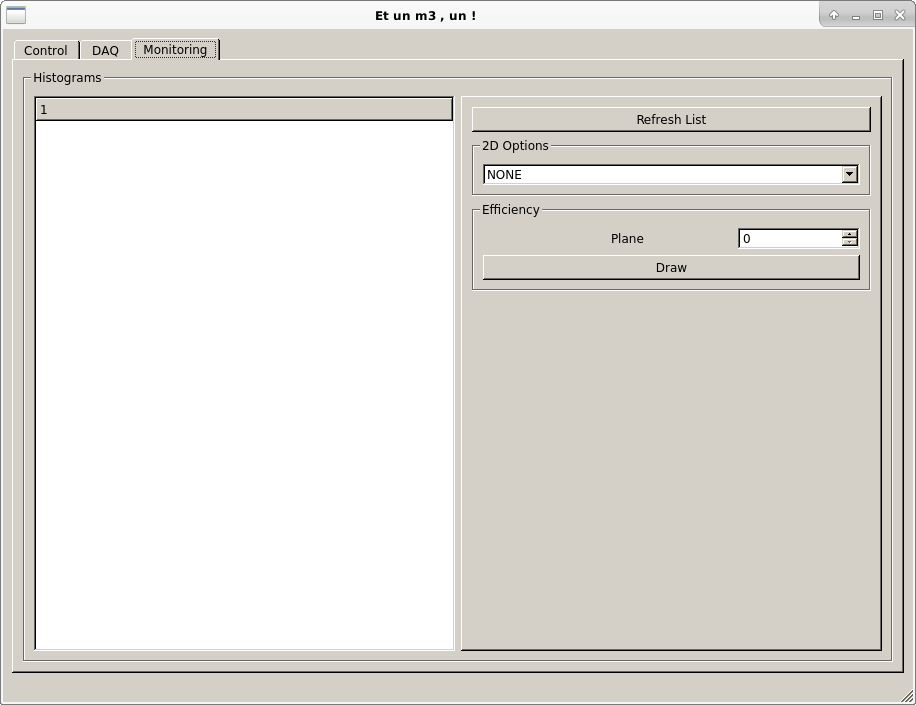 Et un m3 , un !
Control DAQ Monitoring
Histograms
1
Refresh List
2D Options
NONE
Efficiency
Plane 0
Draw